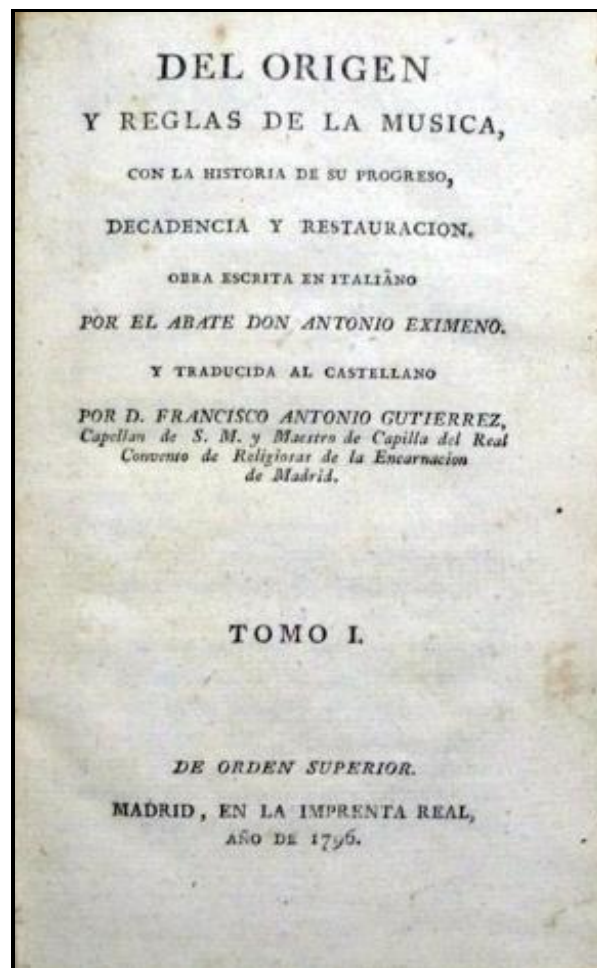 DEL ORIGEN
Y REGLAS DE LA MUSICA,
CON LA HISTORIA DE SU PROGRESO,
DECADENCIA Y RESTAURACION.
OBRA ESCRITA EN ITALIANO
POR EL ABATE DON ANTONIO EXIMENO.
Y TRADUCIDA AL CASTELLANO
POR D. FRANCISCO ANTONIO GUTIERREZ,
Capellan de S. M. y Maestro de Capilla del Real
Convento de Religiosas de la Encarnacion
de Madrid.
TOMO I.
DE ORDEN SUPERIOR.
MADRID, EN LA IMPRENTA REAL,
AÑO DE 1796.